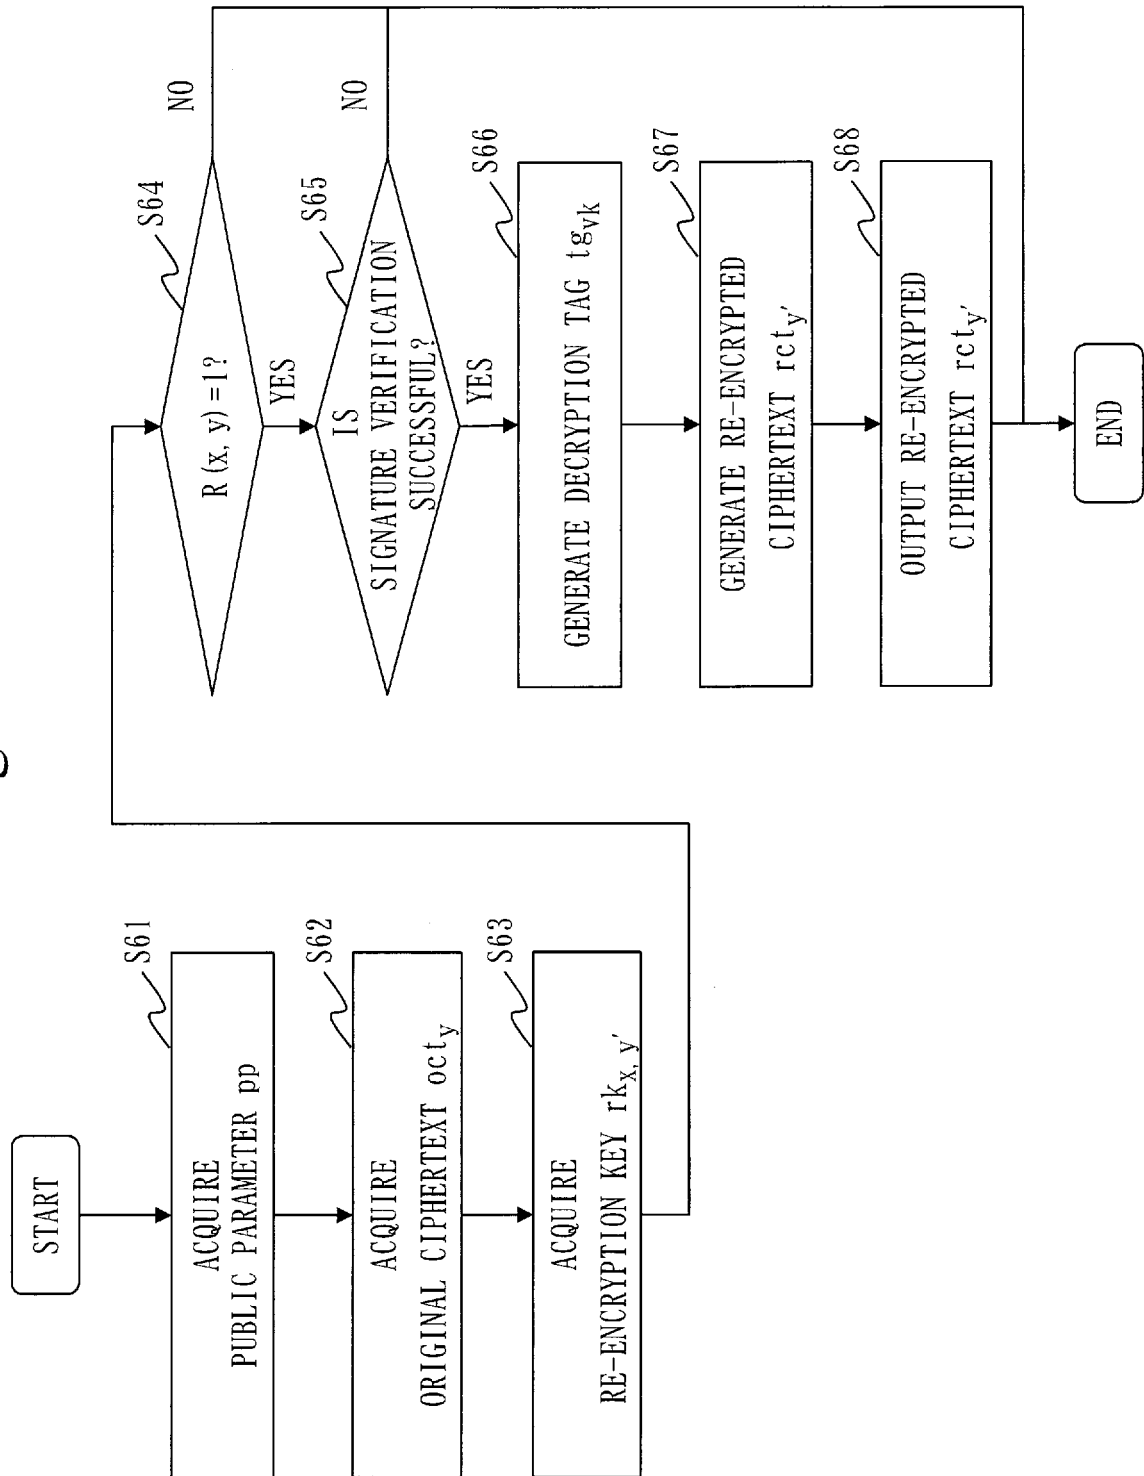 START
S61
ACQUIRE
PUBLIC PARAMETER pp
S62
ACQUIRE
ORIGINAL CIPHERTEXT oct_y
S63
ACQUIRE
RE-ENCRYPTION KEY rk_x, y'
S64
R(x, y)=1?
NO
YES
S65
IS
SIGNATURE VERIFICATION
SUCCESSFUL?
NO
YES
S66
GENERATE DECRYPTION TAG tg_vk
S67
GENERATE RE-ENCRYPTED
CIPHERTEXT rct_y'
S68
OUTPUT RE-ENCRYPTED
CIPHERTEXT rct_y'
END